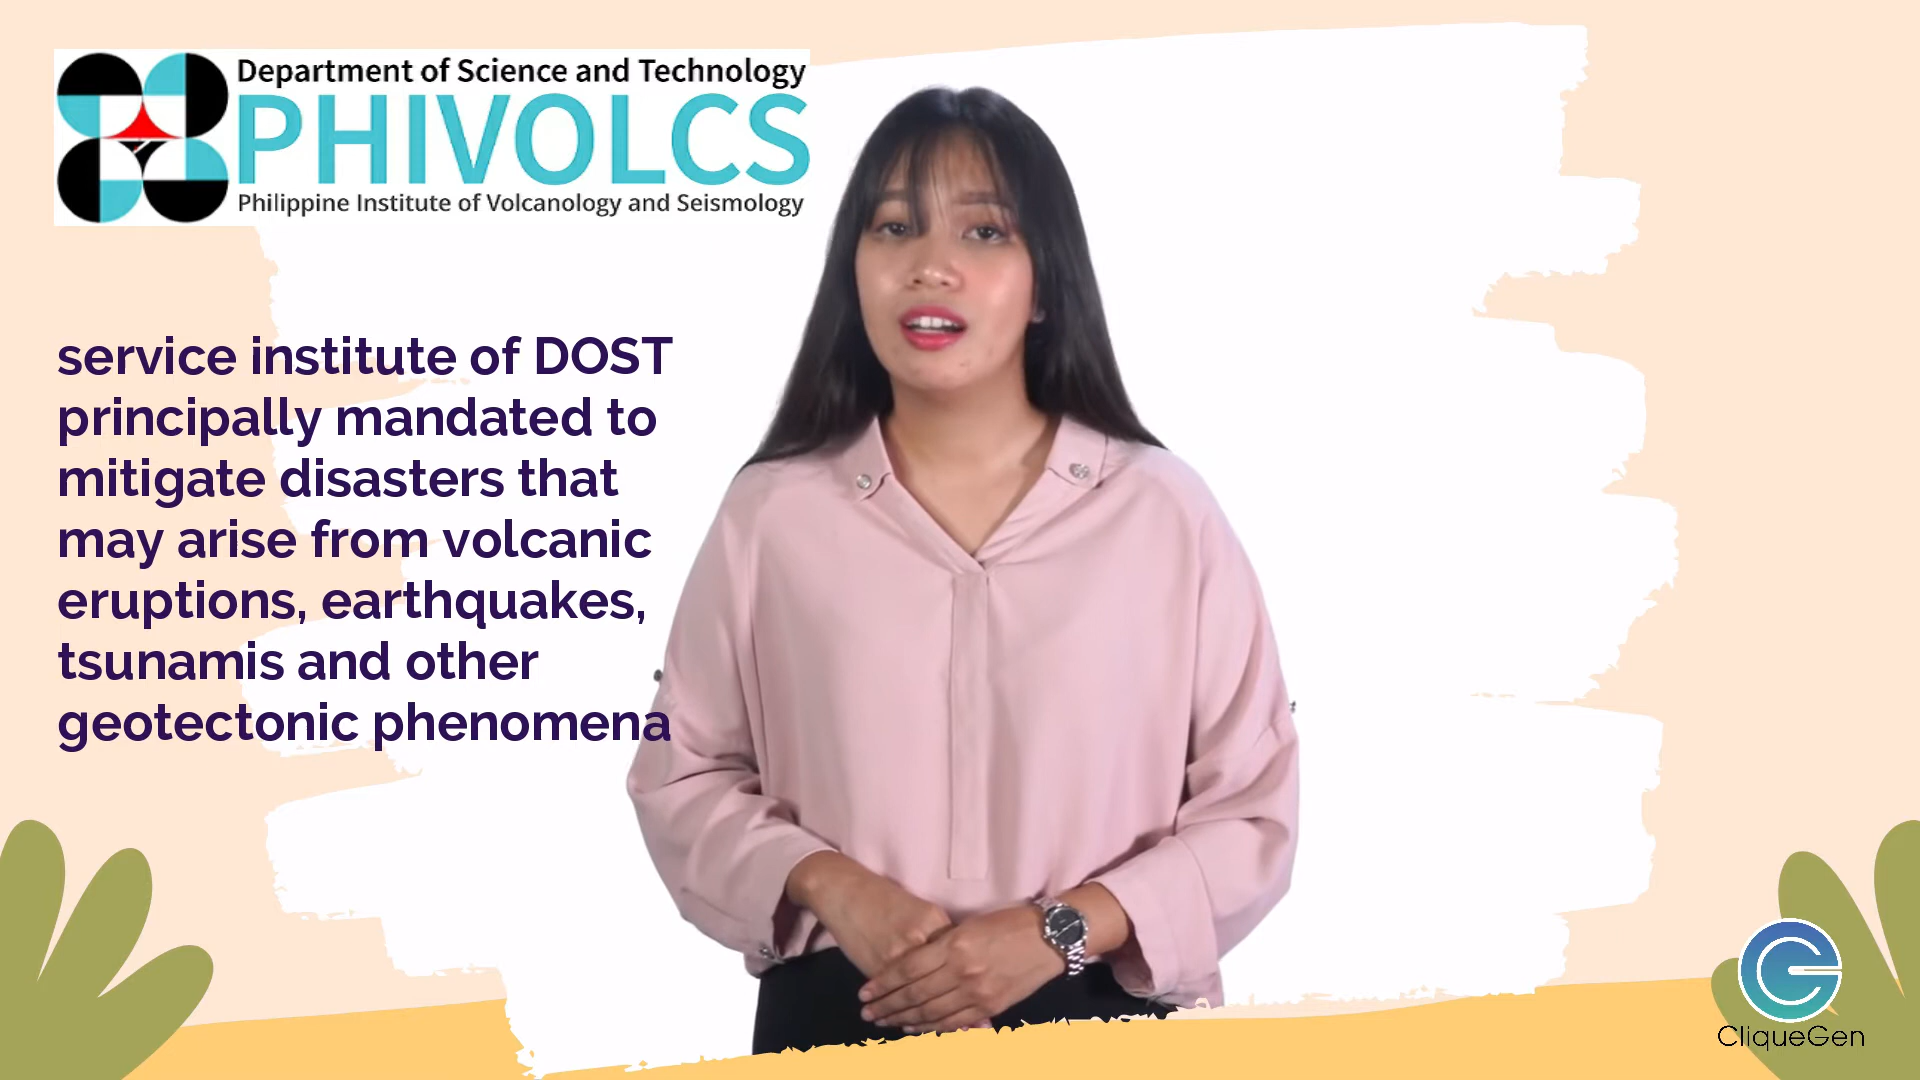 Department of Science and Technology
PHIVOLCS
Philippine Institute of Volcanology and Seismology
service institute of DOST
principally mandated to
mitigate disasters that
may arise from volcanic
eruptions, earthquakes,
tsunamis and other
geotectonic phenomena
CliqueGen